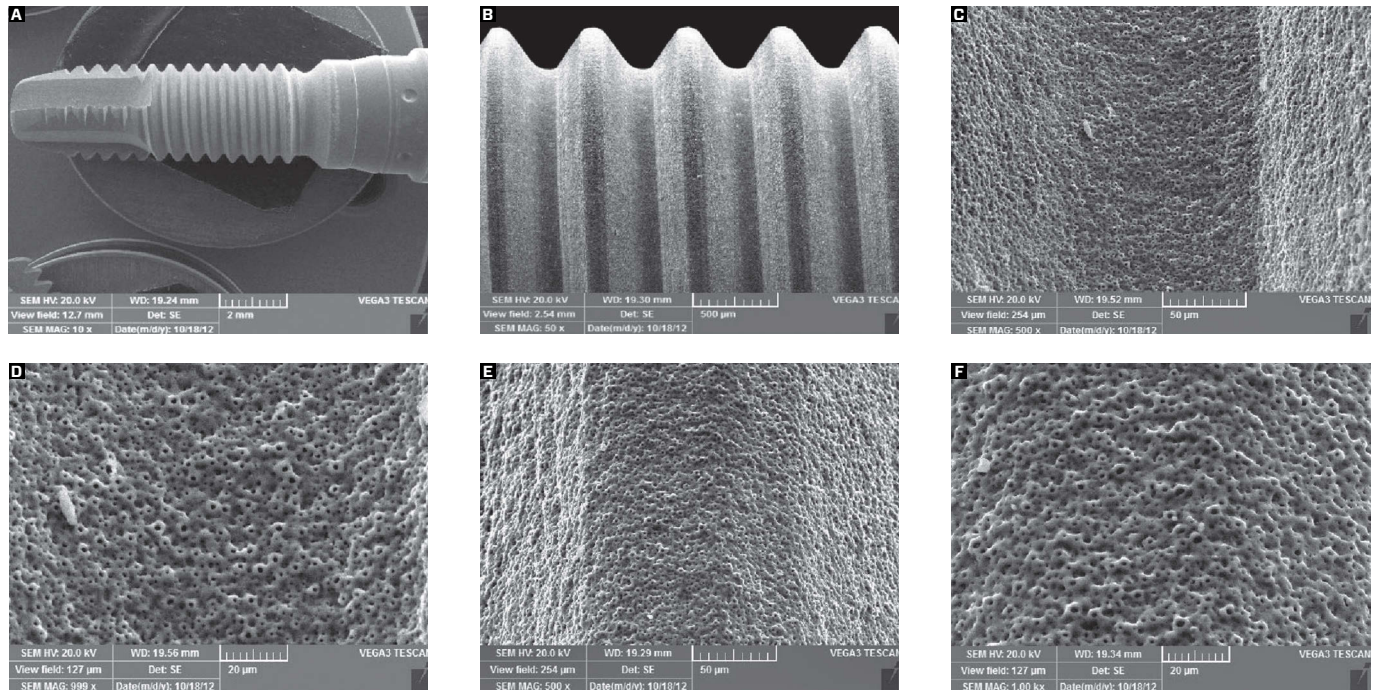 A
SEM HV: 20.0 kV WD: 19.24 mm VEGA3 TESCAN
View field: 12.7 mm Det: SE 2 mm
SEM MAG: 10 x Date(m/d/y): 10/18/12
B
SEM HV: 20.0 kV WD: 19.30 mm VEGA3 TESCAN
View field: 2.54 mm Det: SE 500 µm
SEM MAG: 50 x Date(m/d/y): 10/18/12
C
SEM HV: 20.0 kV WD: 19.52 mm VEGA3 TESCAN
View field: 254 µm Det: SE 50 µm
SEM MAG: 500 x Date(m/d/y): 10/18/12
D
SEM HV: 20.0 kV WD: 19.56 mm VEGA3 TESCAN
View field: 127 µm Det: SE 20 µm
SEM MAG: 999 x Date(m/d/y): 10/18/12
E
SEM HV: 20.0 kV WD: 19.29 mm VEGA3 TESCAN
View field: 254 µm Det: SE 50 µm
SEM MAG: 500 x Date(m/d/y): 10/18/12
F
SEM HV: 20.0 kV WD: 19.34 mm VEGA3 TESCAN
View field: 127 µm Det: SE 20 µm
SEM MAG: 1.00 kx Date(m/d/y): 10/18/12